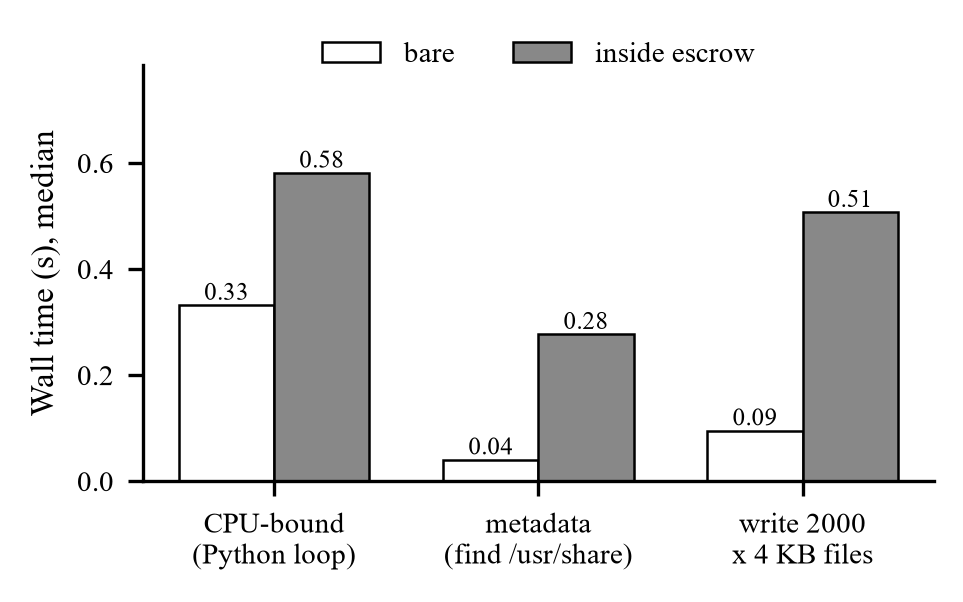 bare
inside escrow
Wall time (s), median
0.6
0.4
0.2
0.0
0.33
0.58
0.04
0.28
0.09
0.51
CPU-bound
(Python loop)
metadata
(find /usr/share)
write 2000
x 4 KB files